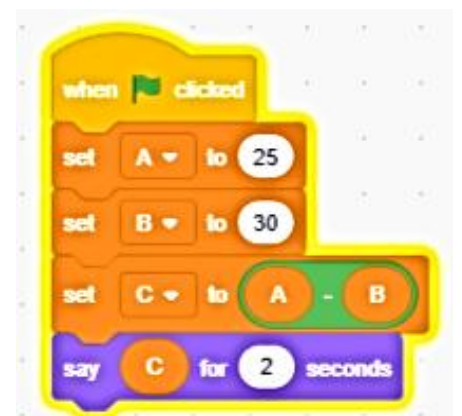 when clicked
set A to 25
set B to 30
set C to A - B
say C for 2 seconds